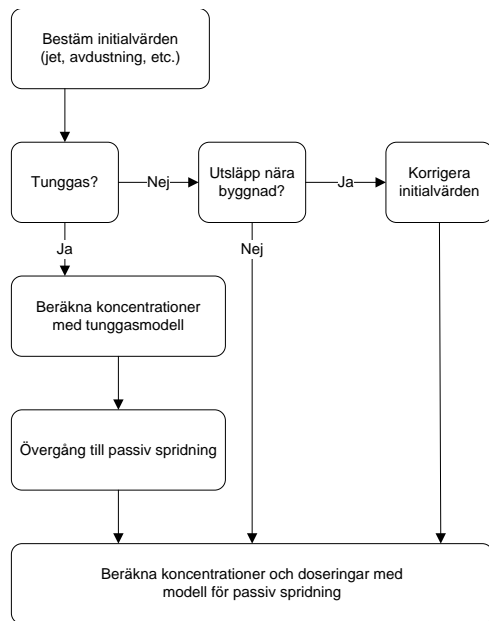 Bestäm initialvärden
(jet, avdustning, etc.)
Tunggas?
Nej
Utsläpp nära
byggnad?
Ja
Korrigera
initialvärden
Ja
Nej
Beräkna koncentrationer
med tunggasmodell
Övergång till passiv spridning
Beräkna koncentrationer och doseringar med
modell för passiv spridning